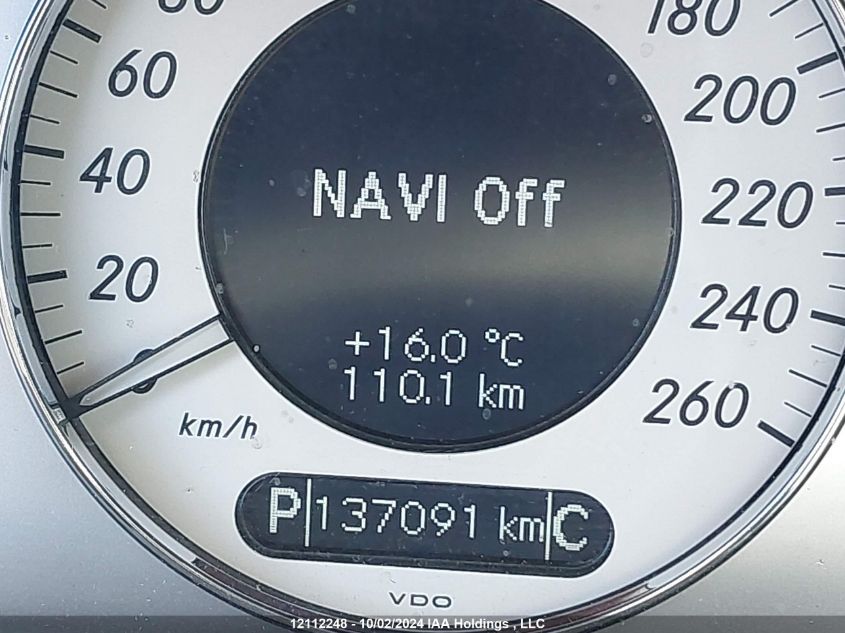 80
60
40
20
km/h
180
200
220
240
260
NAVI Off
+16.0 °C
110.1 km
P 137091 km C
VDO
12112248 - 10/02/2024 IAA Holdings , LLC